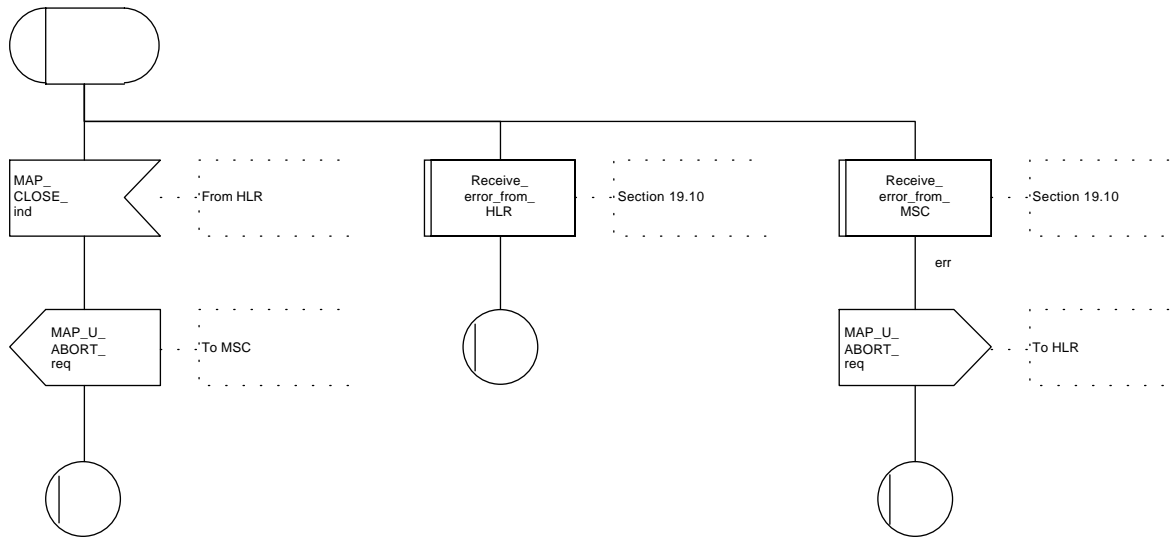 MAP_
CLOSE_
ind
From HLR
Receive_
error_from_
HLR
Section 19.10
Receive_
error_from_
MSC
Section 19.10
err
MAP_U_
ABORT_
req
To MSC
MAP_U_
ABORT_
req
To HLR